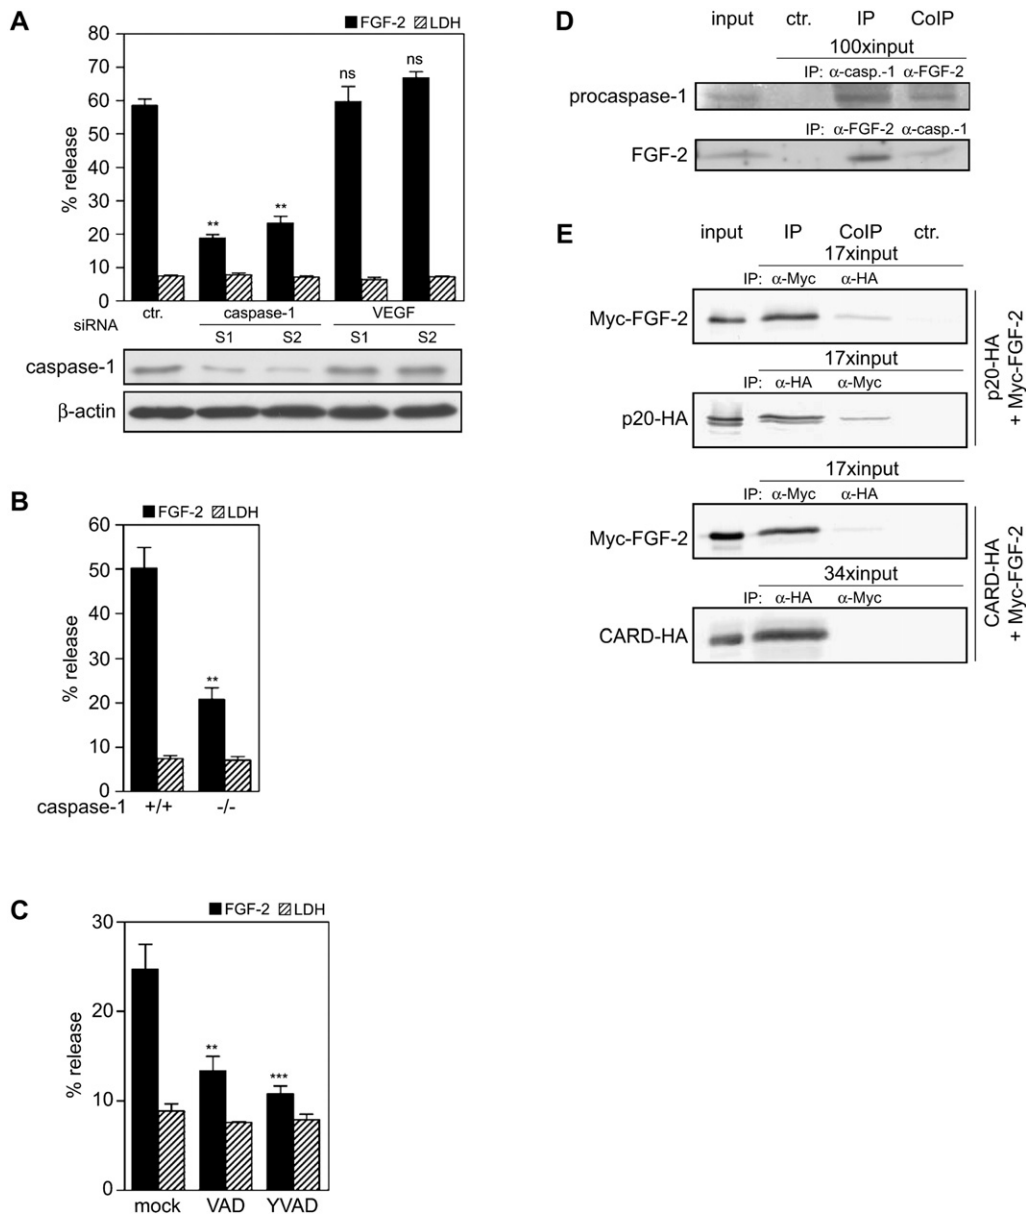 A
FGF-2 LDH
% release
80
70
60
50
40
30
20
10
0
** ** ns ns
ctr. caspase-1 VEGF
siRNA
S1 S2 S1 S2
caspase-1
β-actin
B
FGF-2 LDH
% release
60
50
40
30
20
10
0
**
caspase-1 +/+ -/-
C
FGF-2 LDH
% release
30
20
10
0
** ***
mock VAD YVAD
D
input ctr. IP CoIP
100xinput
IP: α-casp.-1 α-FGF-2
procaspase-1
IP: α-FGF-2 α-casp.-1
FGF-2
E
input IP CoIP ctr.
17xinput
IP: α-Myc α-HA
Myc-FGF-2
17xinput
IP: α-HA α-Myc
p20-HA
p20-HA
+ Myc-FGF-2
17xinput
IP: α-Myc α-HA
Myc-FGF-2
34xinput
IP: α-HA α-Myc
CARD-HA
CARD-HA
+ Myc-FGF-2